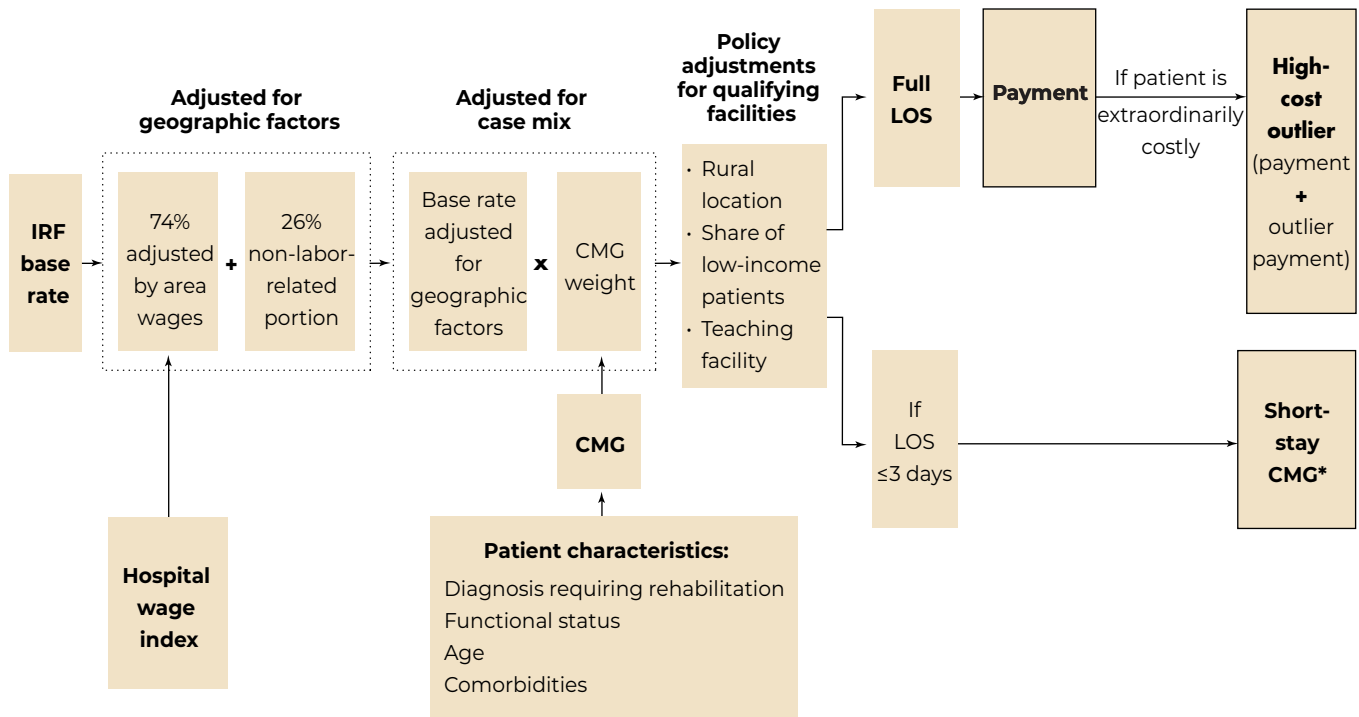 Adjusted for
geographic factors
IRF
base
rate
74%
adjusted
by area
wages
+
26%
non-labor-
related
portion
Hospital
wage
index
Adjusted for
case mix
Base rate
adjusted
for
geographic
factors
x
CMG
weight
CMG
Patient characteristics:
Diagnosis requiring rehabilitation
Functional status
Age
Comorbidities
Policy
adjustments
for qualifying
facilities
• Rural
location
• Share of
low-income
patients
• Teaching
facility
Full
LOS
Payment
If patient is
extraordinarily
costly
High-
cost
outlier
(payment
+
outlier
payment)
If
LOS
≤3 days
Short-
stay
CMG*